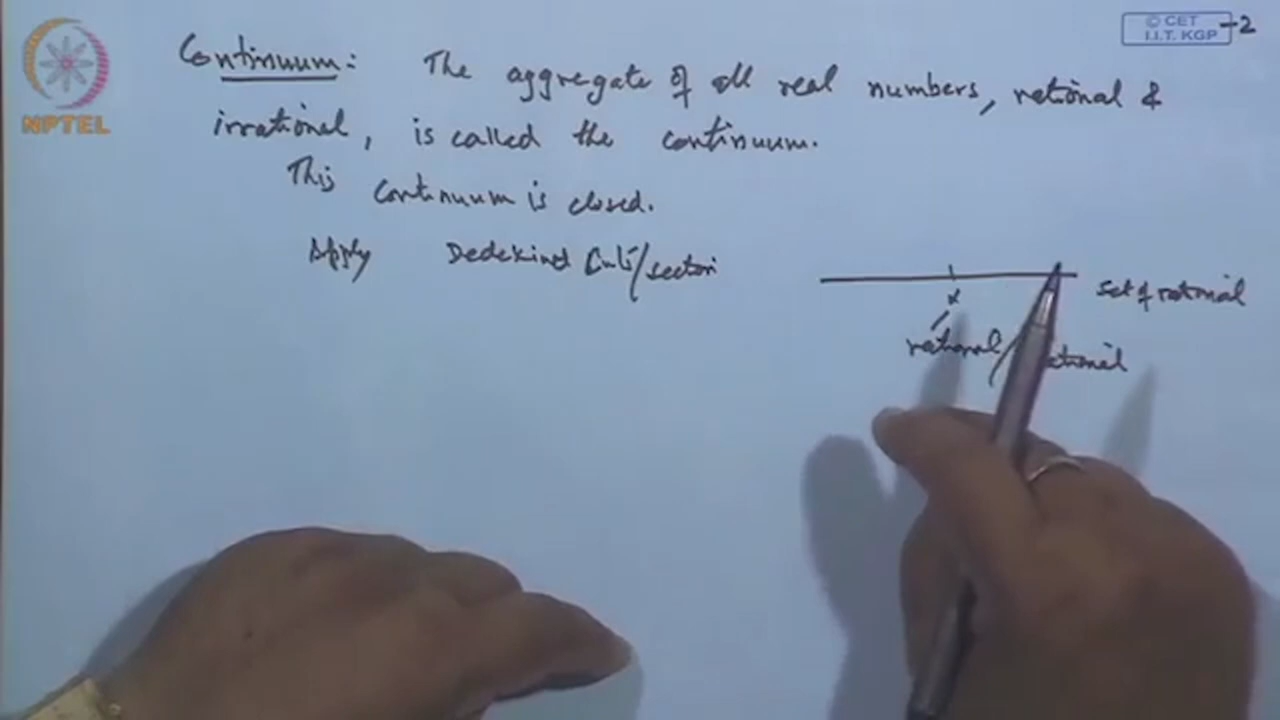 © CET
I.I.T. KGP
-2
NPTEL
Continuum: The aggregate of all real numbers, rational &
irrational, is called the continuum.
This continuum is closed.
Apply Dedekind Cuts/section
Set of rational
x
rational/